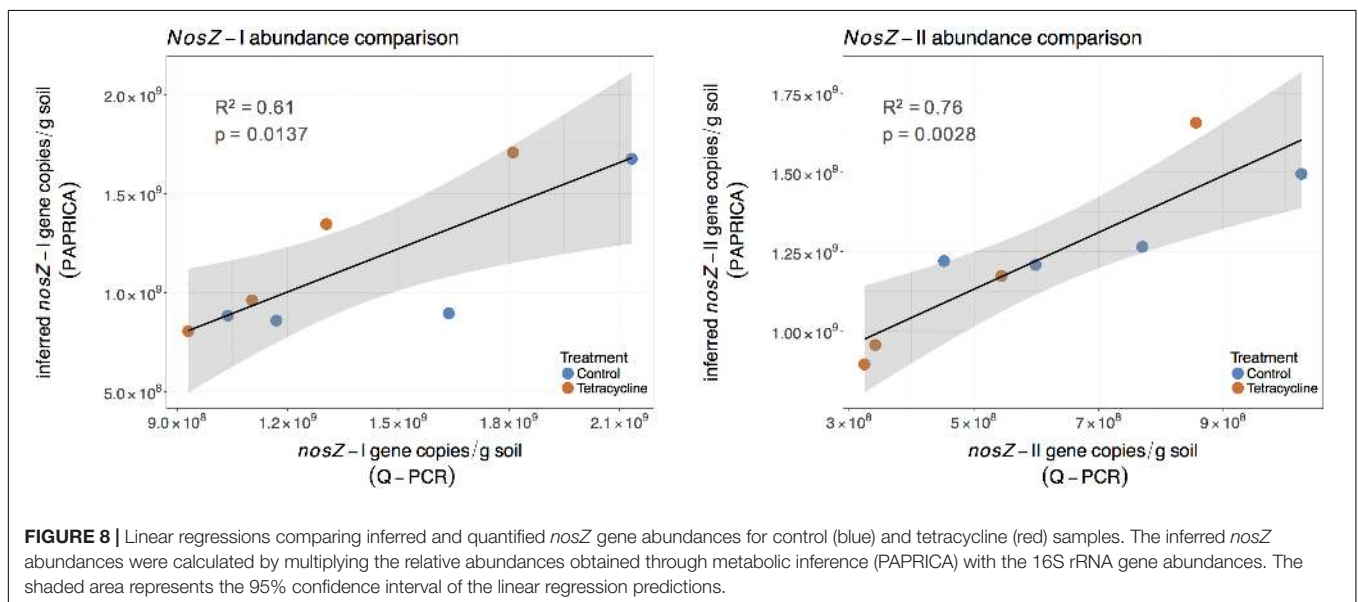 NosZ – I abundance comparison
inferred nosZ – I gene copies/g soil
(PAPRICA)
2.0 × 10⁹
1.5 × 10⁹
1.0 × 10⁹
5.0 × 10⁸
R² = 0.61
p = 0.0137
Treatment
Control
Tetracycline
9.0 × 10⁸
1.2 × 10⁹
1.5 × 10⁹
1.8 × 10⁹
2.1 × 10⁹
nosZ – I gene copies/g soil
(Q – PCR)
NosZ – II abundance comparison
inferred nosZ – II gene copies/g soil
(PAPRICA)
1.75 × 10⁹
1.50 × 10⁹
1.25 × 10⁹
1.00 × 10⁹
R² = 0.76
p = 0.0028
Treatment
Control
Tetracycline
3 × 10⁸
5 × 10⁸
7 × 10⁸
9 × 10⁸
nosZ – II gene copies/g soil
(Q – PCR)
FIGURE 8 | Linear regressions comparing inferred and quantified nosZ gene abundances for control (blue) and tetracycline (red) samples. The inferred nosZ
abundances were calculated by multiplying the relative abundances obtained through metabolic inference (PAPRICA) with the 16S rRNA gene abundances. The
shaded area represents the 95% confidence interval of the linear regression predictions.